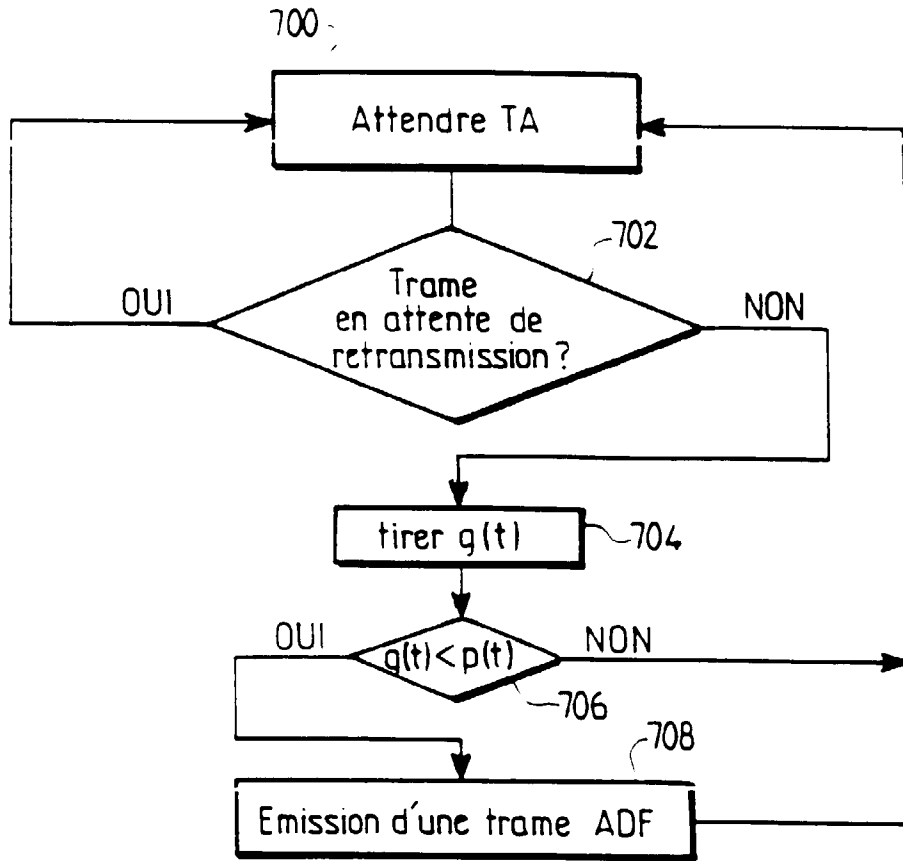 700
Attendre TA
702
Trame
en attente de
retransmission?
OUI
NON
tirer g(t)
704
OUI
g(t)<p(t)
NON
706
708
Emission d'une trame ADF